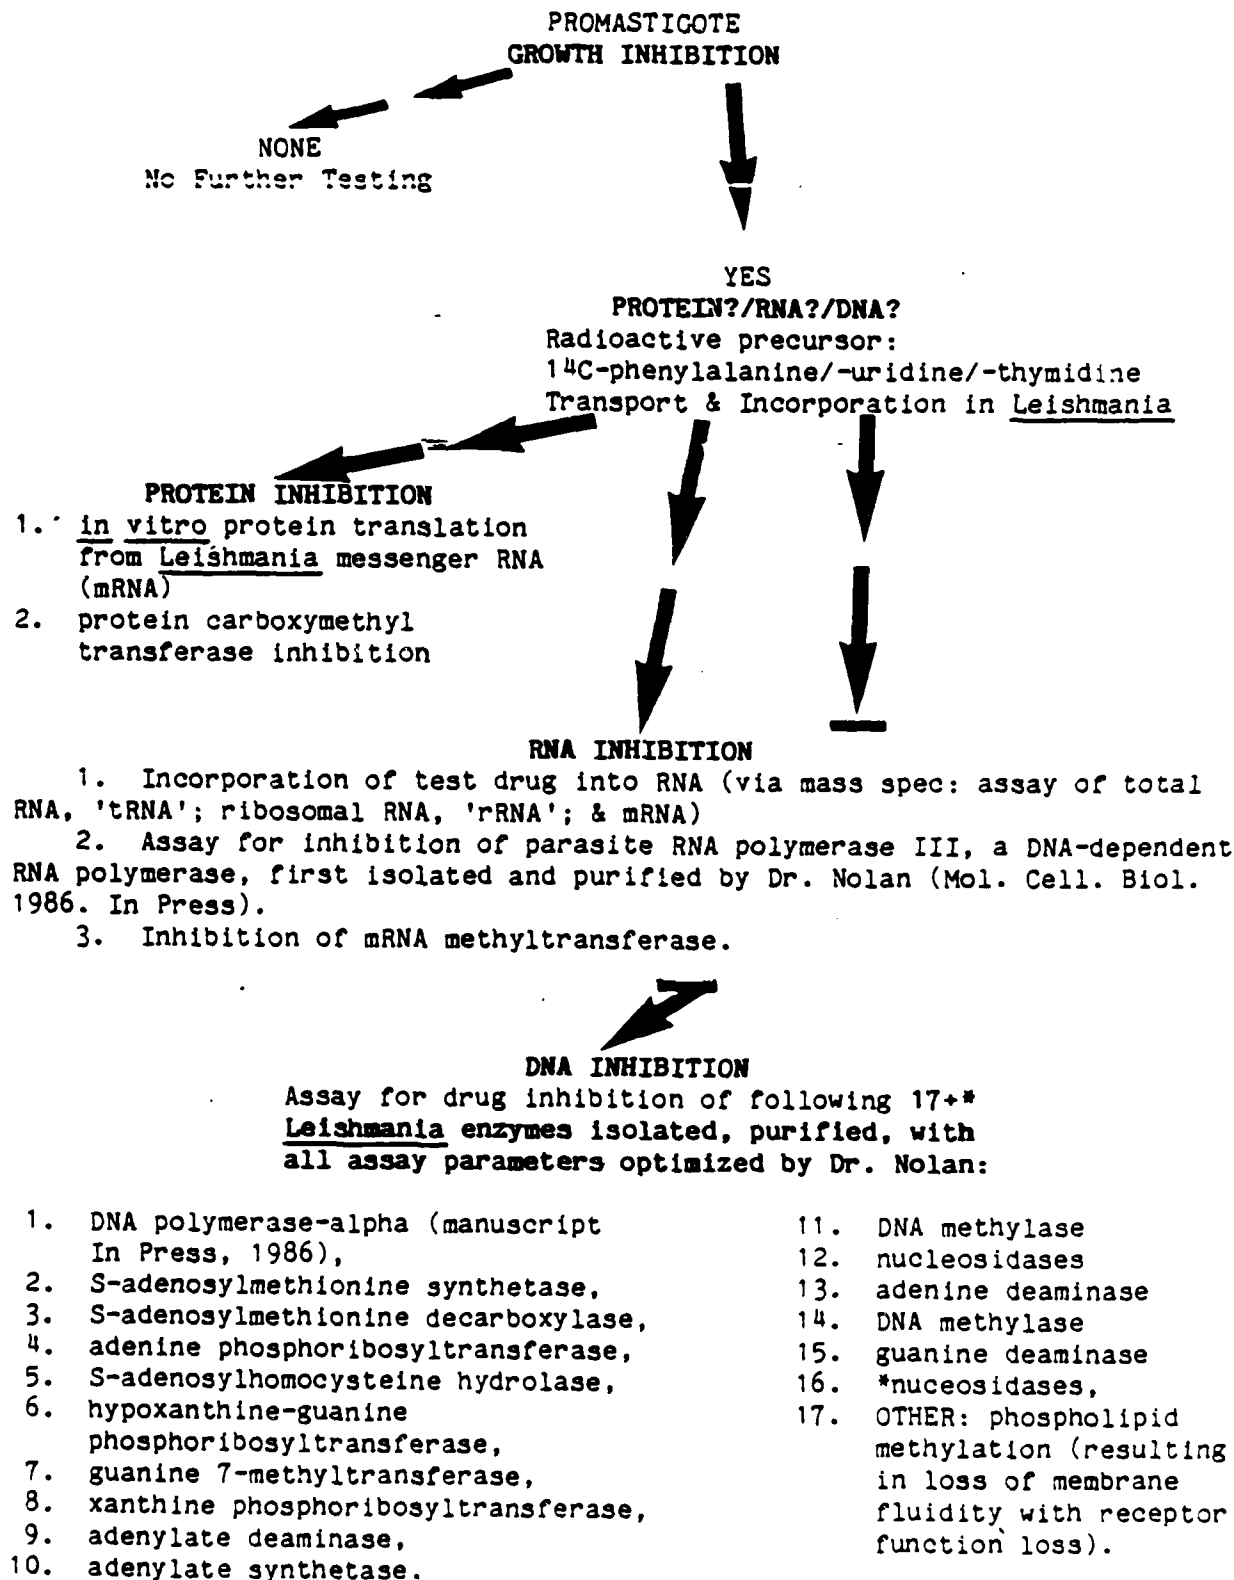 PROMASTIGOTE
GROWTH INHIBITION
NONE
No Further Testing
YES
PROTEIN?/RNA?/DNA?
Radioactive precursor:
14C-phenylalanine/-uridine/-thymidine
Transport & Incorporation in Leishmania
PROTEIN INHIBITION
1. in vitro protein translation
from Leishmania messenger RNA
(mRNA)
2. protein carboxymethyl
transferase inhibition
RNA INHIBITION
1. Incorporation of test drug into RNA (via mass spec: assay of total
RNA, 'tRNA'; ribosomal RNA, 'rRNA'; & mRNA)
2. Assay for inhibition of parasite RNA polymerase III, a DNA-dependent
RNA polymerase, first isolated and purified by Dr. Nolan (Mol. Cell. Biol.
1986. In Press).
3. Inhibition of mRNA methyltransferase.
DNA INHIBITION
Assay for drug inhibition of following 17+*
Leishmania enzymes isolated, purified, with
all assay parameters optimized by Dr. Nolan:
1. DNA polymerase-alpha (manuscript
In Press, 1986),
2. S-adenosylmethionine synthetase,
3. S-adenosylmethionine decarboxylase,
4. adenine phosphoribosyltransferase,
5. S-adenosylhomocysteine hydrolase,
6. hypoxanthine-guanine
phosphoribosyltransferase,
7. guanine 7-methyltransferase,
8. xanthine phosphoribosyltransferase,
9. adenylate deaminase,
10. adenylate synthetase,
11. DNA methylase
12. nucleosidases
13. adenine deaminase
14. DNA methylase
15. guanine deaminase
16. *nuceosidases,
17. OTHER: phospholipid
methylation (resulting
in loss of membrane
fluidity with receptor
function loss).